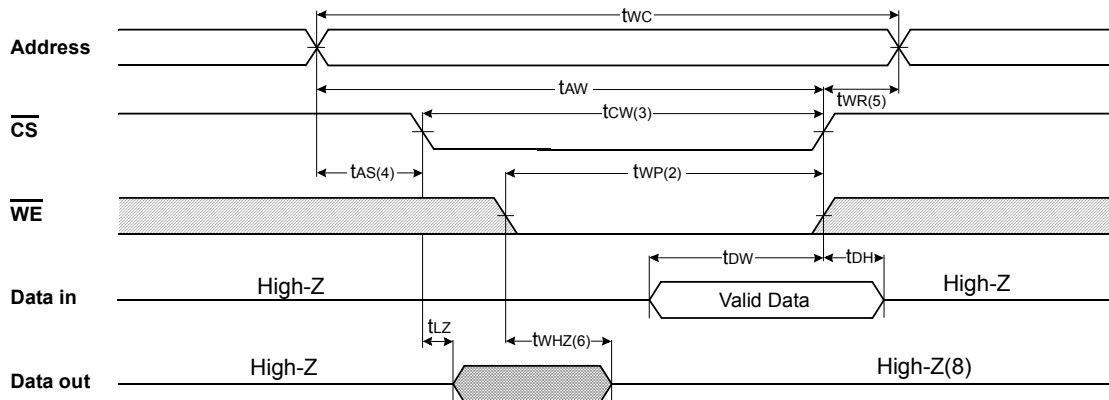 tWC
Address
tAW
tWR(5)
tCW(3)
CS
tAS(4)
tWP(2)
WE
tDW
tDH
High-Z
Valid Data
High-Z
Data in
tLZ
tWHZ(6)
High-Z
High-Z(8)
Data out